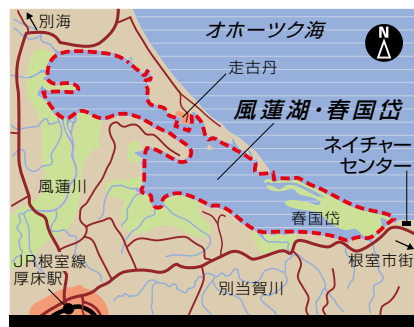 別海
オホーツク海
N
走古丹
風蓮湖・春国岱
ネイチャー
センター
風蓮川
春国岱
根室市街
JR根室線
厚床駅
別当賀川